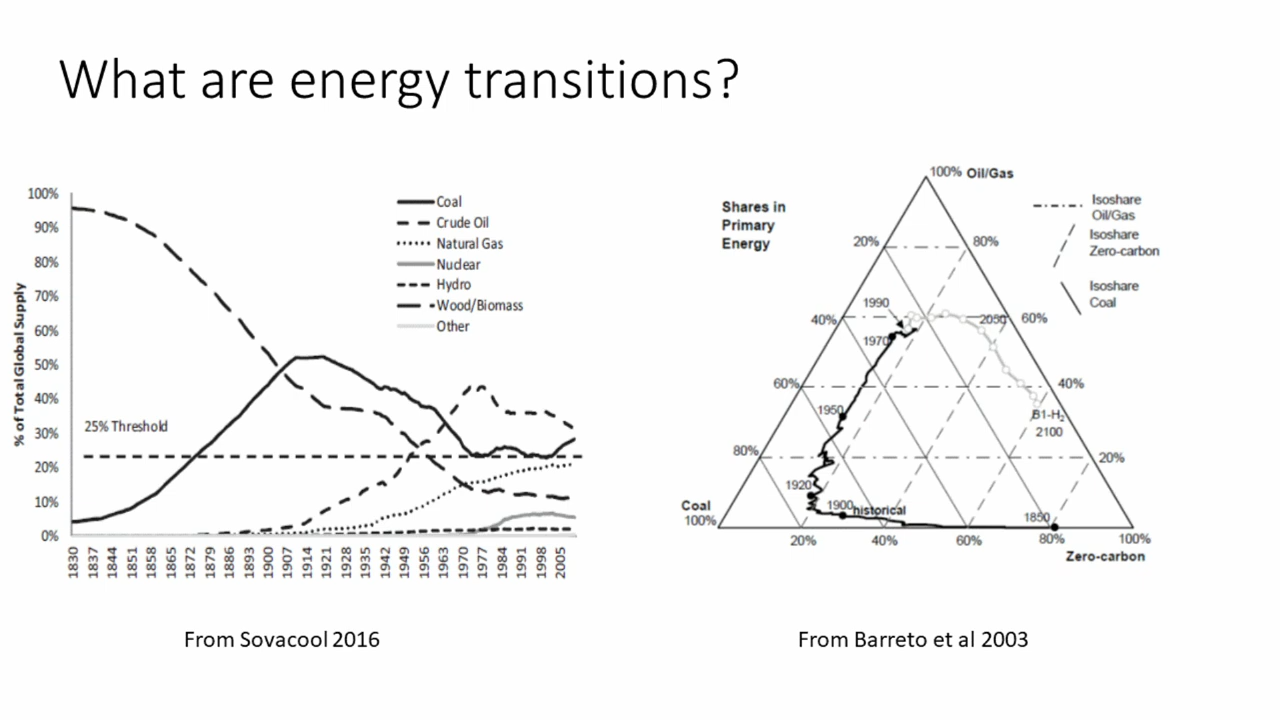 What are energy transitions?
% of Total Global Supply
100%
90%
80%
70%
60%
50%
40%
30%
20%
10%
0%
25% Threshold
Coal
Crude Oil
Natural Gas
Nuclear
Hydro
Wood/Biomass
Other
1830
1837
1844
1851
1858
1865
1872
1879
1886
1893
1900
1907
1914
1921
1928
1935
1942
1949
1956
1963
1970
1977
1984
1991
1998
2005
From Sovacool 2016
Shares in
Primary
Energy
100% Oil/Gas
Isoshare
Oil/Gas
Isoshare
Zero-carbon
Isoshare
Coal
20%
80%
1990
40%
2050
60%
1970
60%
40%
1950
B1-H2
2100
80%
20%
1920
1900
historical
1850
Coal
100%
20%
40%
60%
80%
100%
Zero-carbon
From Barreto et al 2003